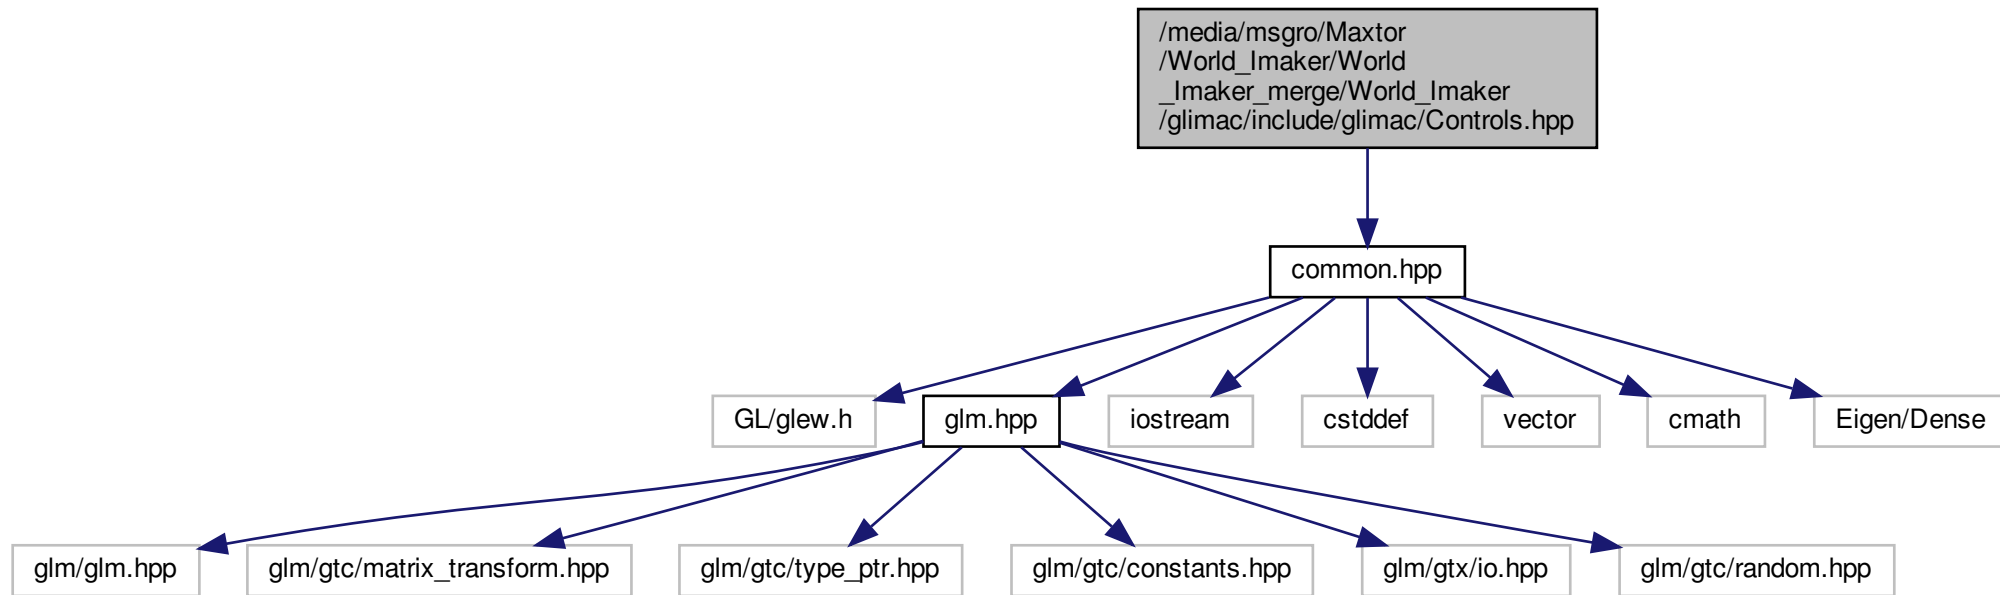 /media/msgro/Maxtor
/World_Imaker/World
_Imaker_merge/World_Imaker
/glimac/include/glimac/Controls.hpp
common.hpp
GL/glew.h
glm.hpp
iostream
cstddef
vector
cmath
Eigen/Dense
glm/glm.hpp
glm/gtc/matrix_transform.hpp
glm/gtc/type_ptr.hpp
glm/gtc/constants.hpp
glm/gtx/io.hpp
glm/gtc/random.hpp